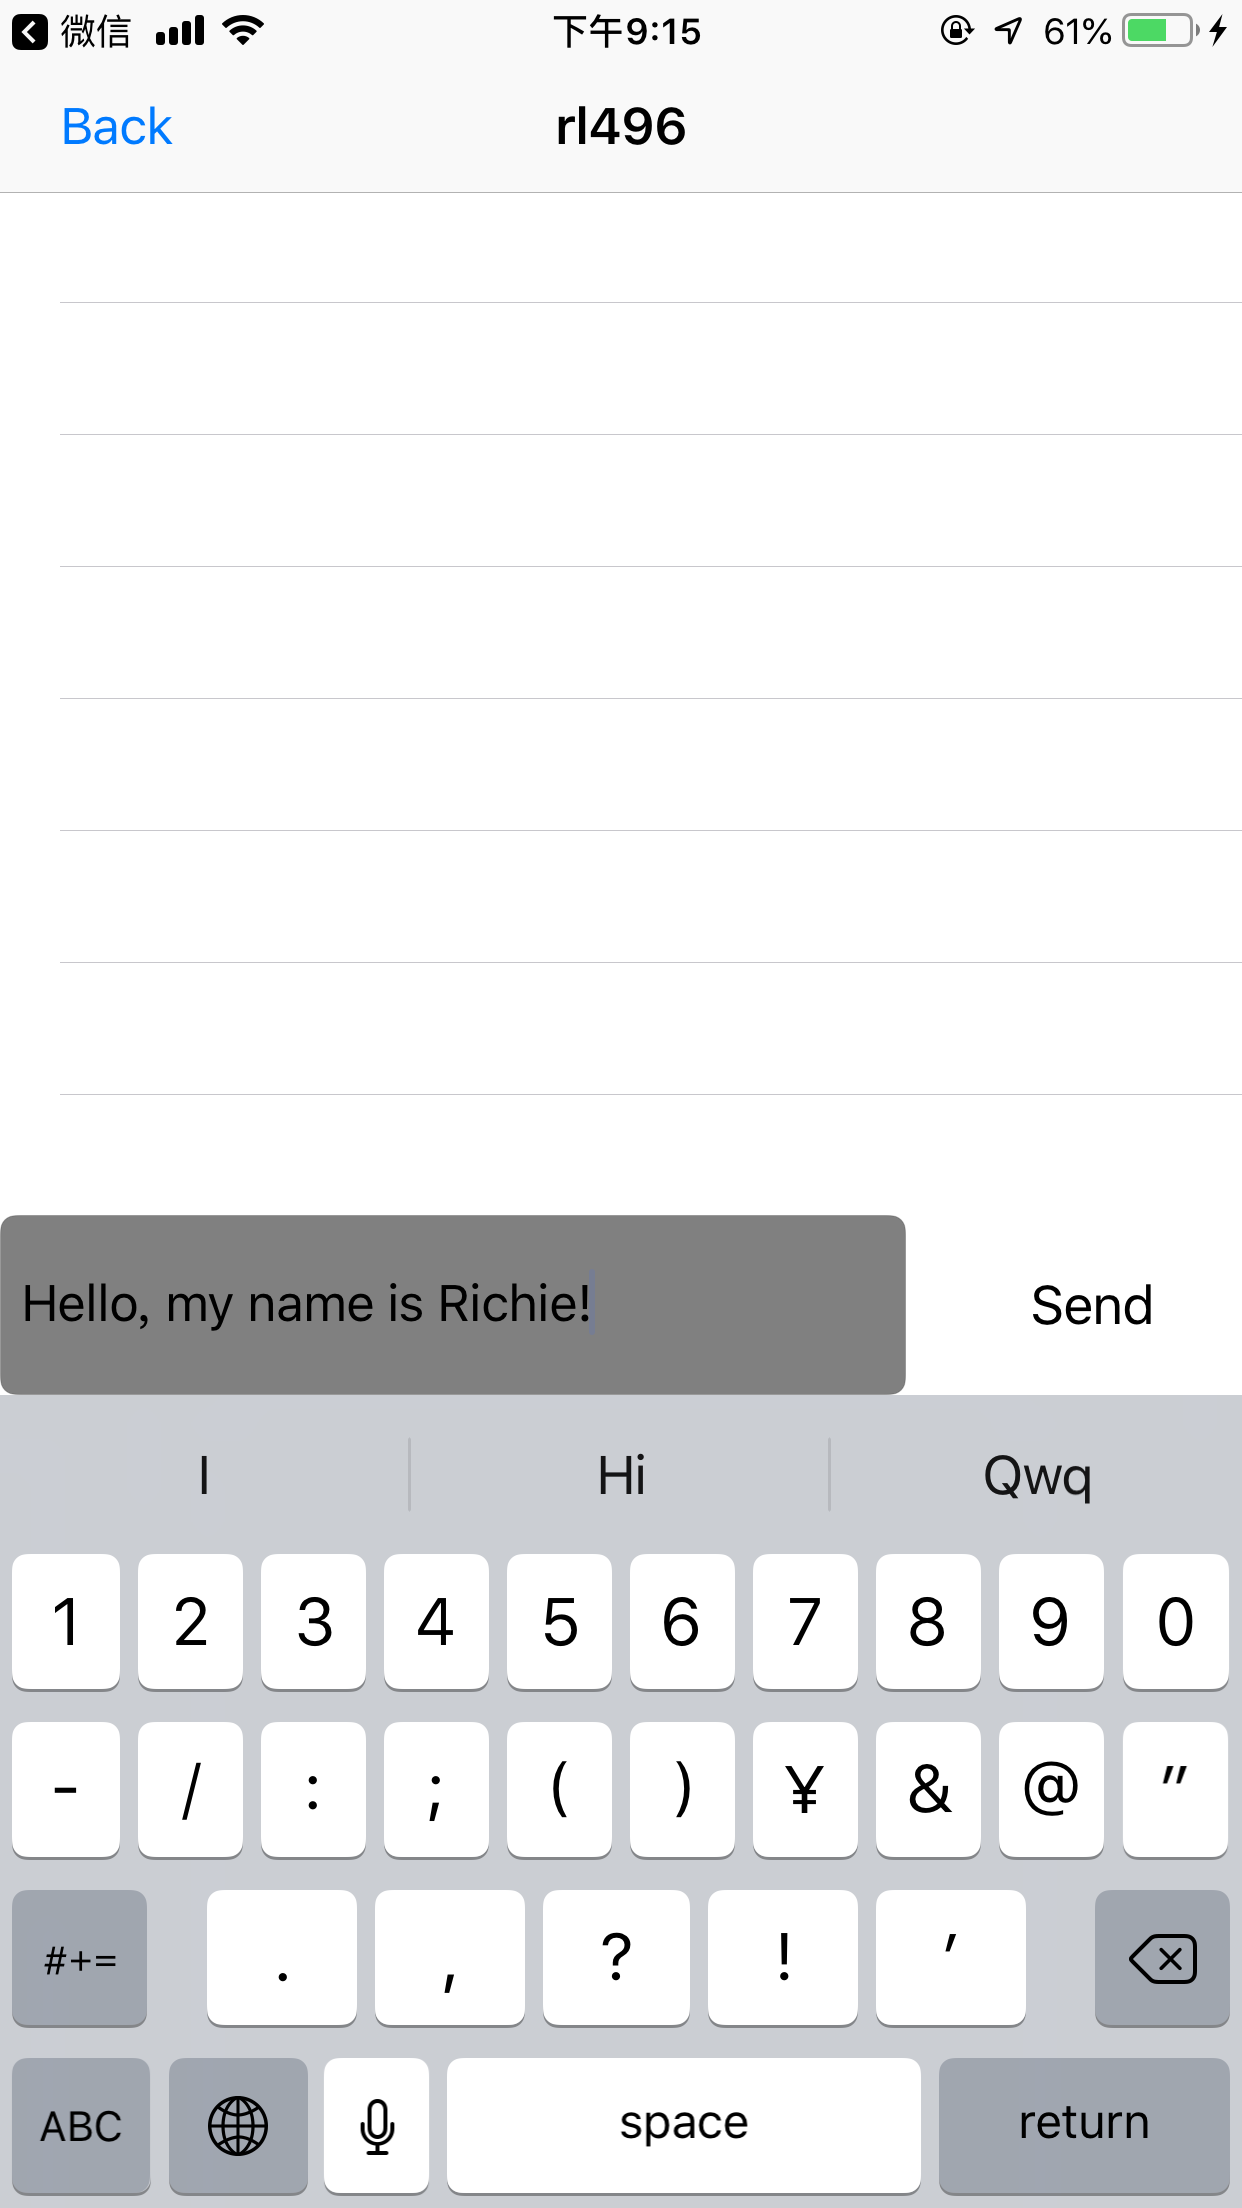 微信 下午9:15 61%
Back rl496
Hello, my name is Richie! Send
I Hi Qwq
1 2 3 4 5 6 7 8 9 0
- / : ; ( ) ¥ & @ "
#+= . , ? ! '
ABC space return